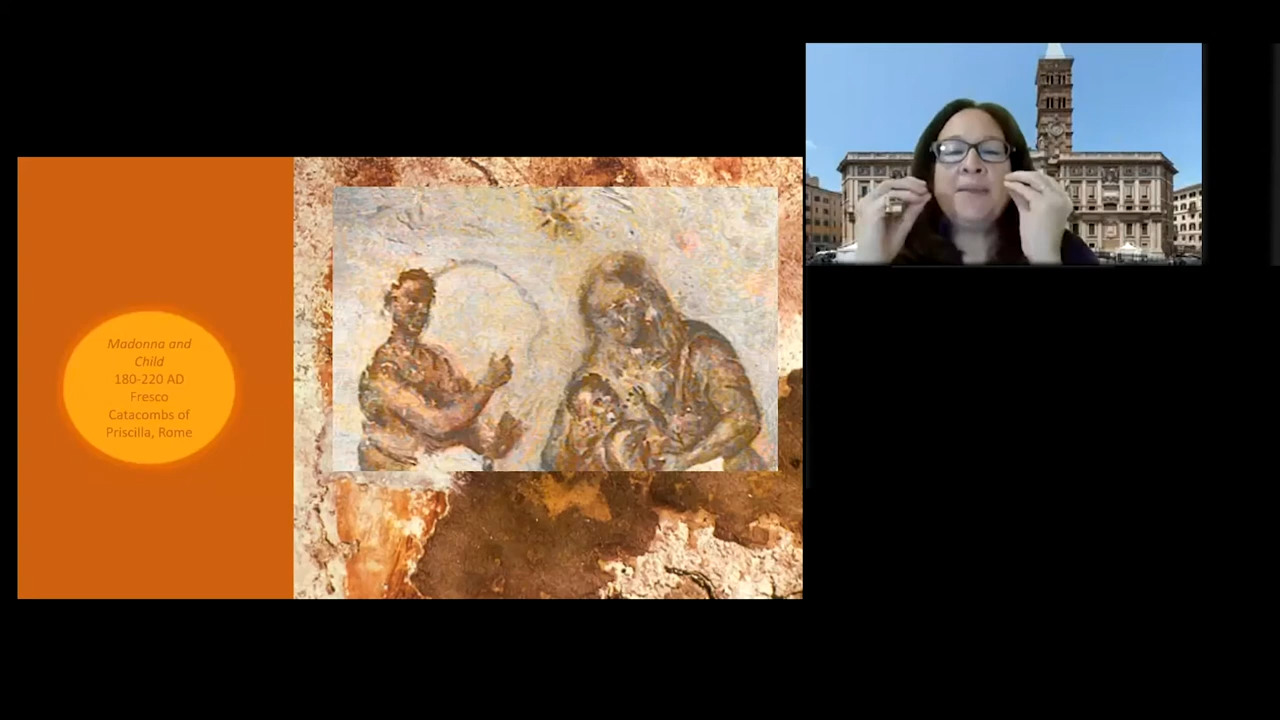 Madonna and
Child
180-220 AD
Fresco
Catacombs of
Priscilla, Rome